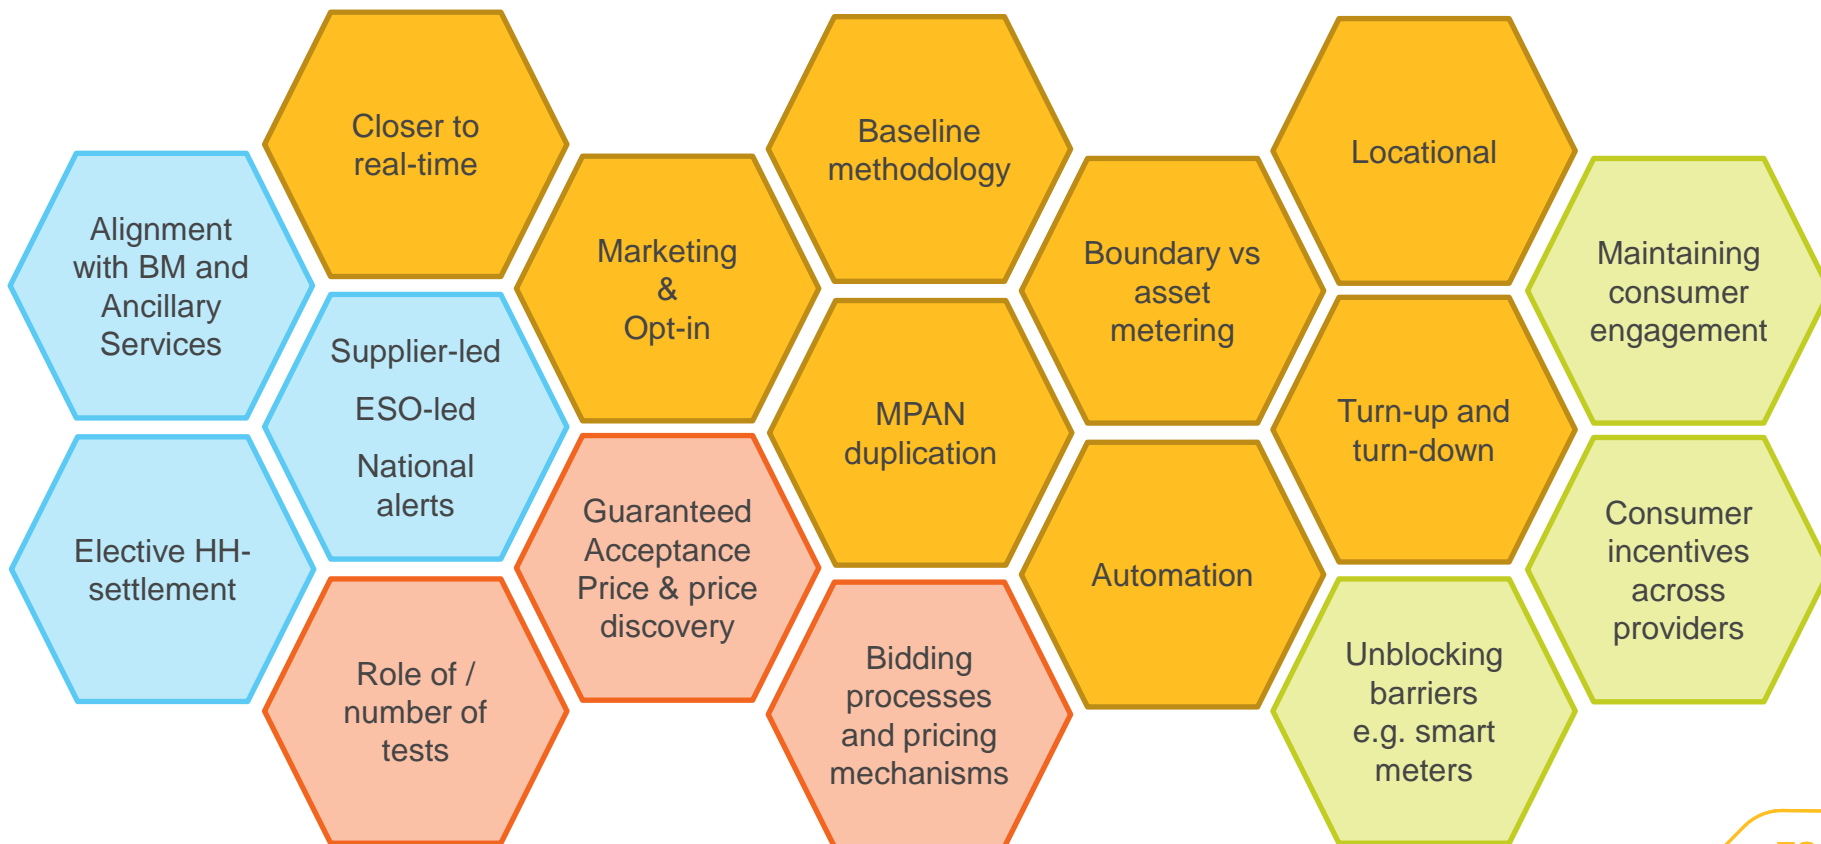 Closer to
real-time
Baseline
methodology
Locational
Alignment
with BM and
Ancillary
Services
Marketing
&
Opt-in
Boundary vs
asset
metering
Maintaining
consumer
engagement
Supplier-led
ESO-led
National
alerts
MPAN
duplication
Turn-up and
turn-down
Elective HH-
settlement
Guaranteed
Acceptance
Price & price
discovery
Automation
Consumer
incentives
across
providers
Role of /
number of
tests
Bidding
processes
and pricing
mechanisms
Unblocking
barriers
e.g. smart
meters